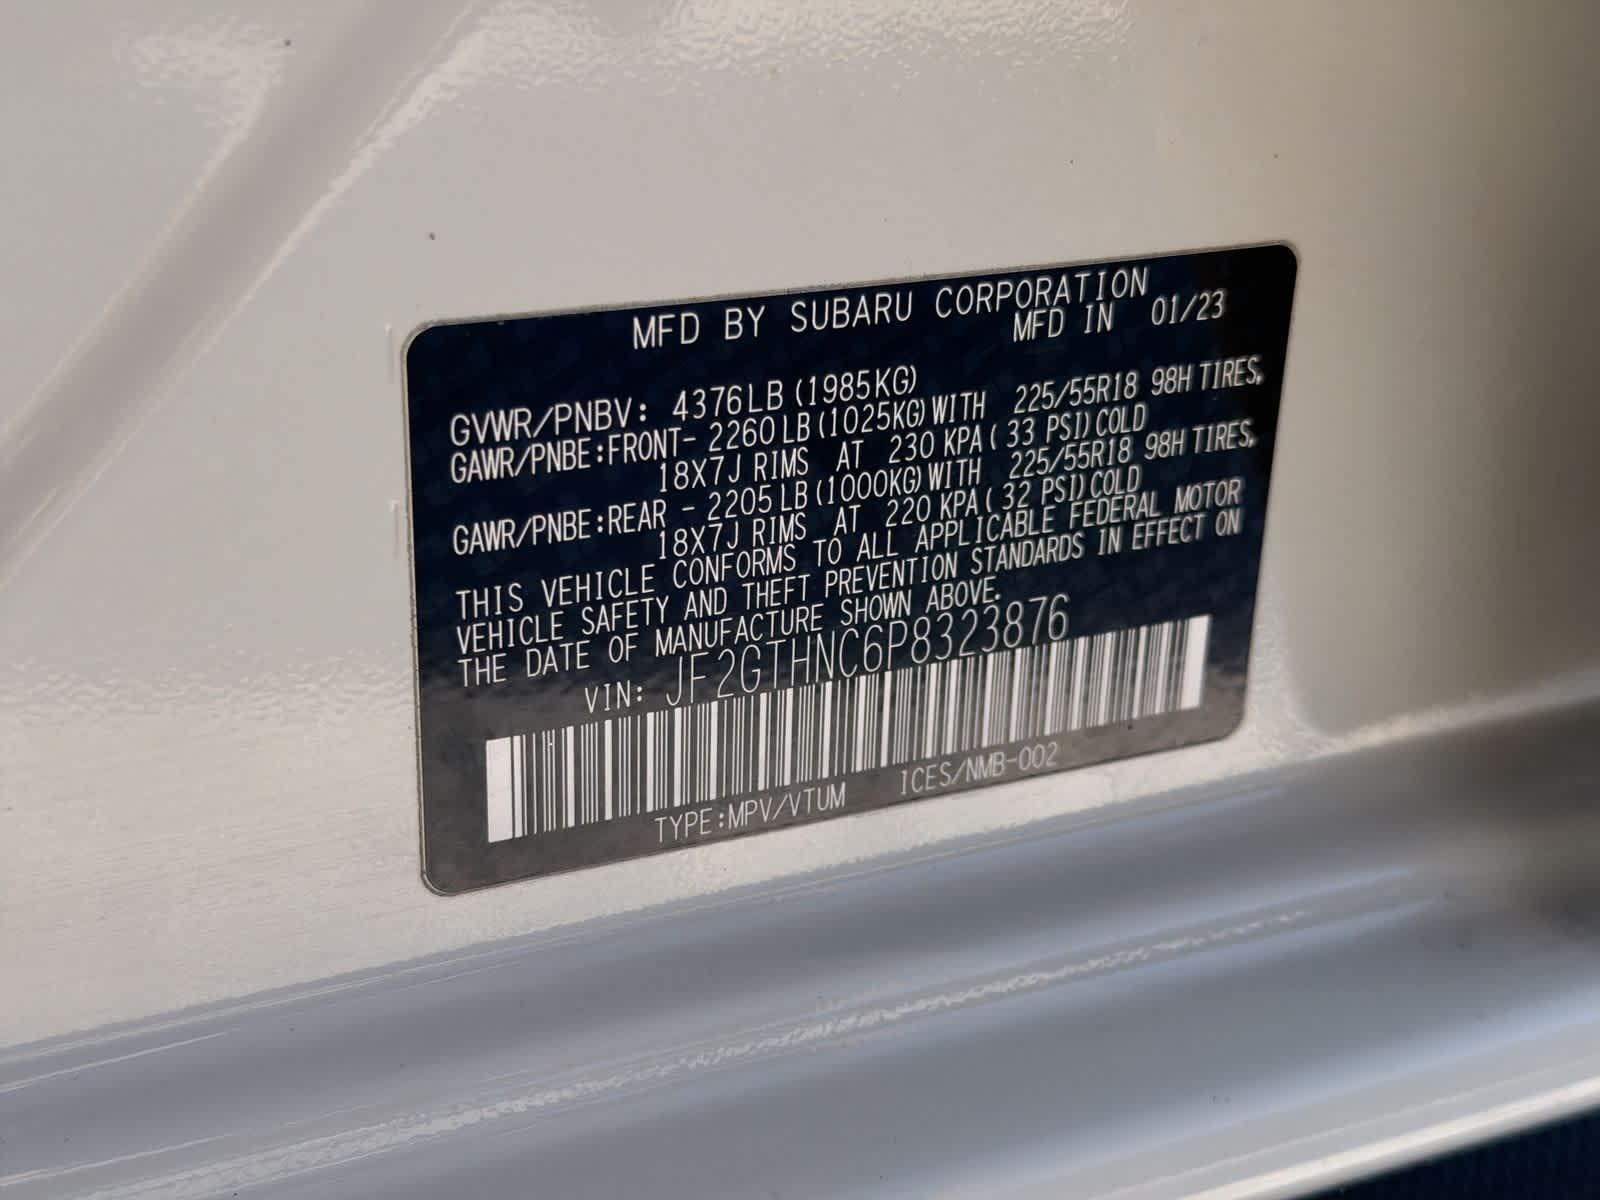 MFD BY SUBARU CORPORATION
MFD IN 01/23
GVWR/PNBV: 4376LB (1985KG)
GAWR/PNBE:FRONT- 2260 LB (1025KG) WITH 225/55R18 98H TIRES,
18X7J RIMS AT 230 KPA ( 33 PSI) COLD
GAWR/PNBE:REAR - 2205 LB (1000KG) WITH 225/55R18 98H TIRES,
18X7J RIMS AT 220 KPA ( 32 PSI) COLD
THIS VEHICLE CONFORMS TO ALL APPLICABLE FEDERAL MOTOR
VEHICLE SAFETY AND THEFT PREVENTION STANDARDS IN EFFECT ON
THE DATE OF MANUFACTURE SHOWN ABOVE.
VIN: JF2GTHNC6P8323876
TYPE:MPV/VTUM ICES/NMB-002